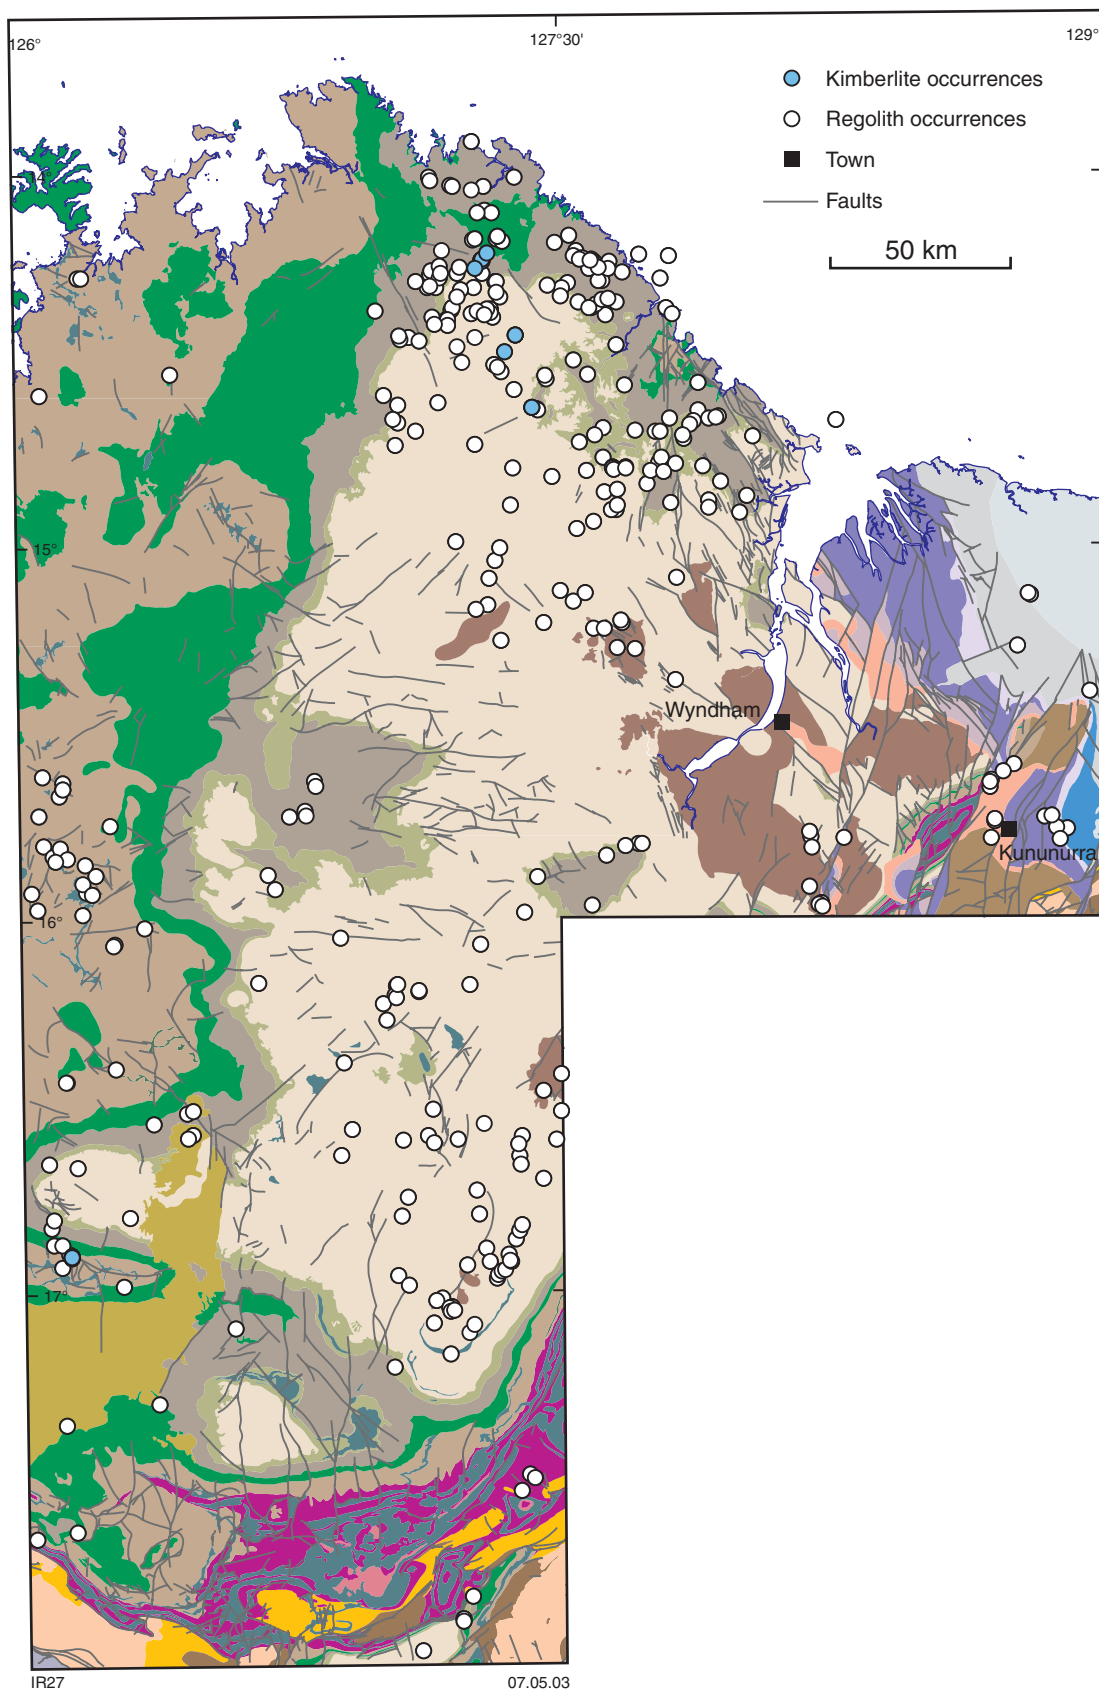 126°
127°30'
129°
Kimberlite occurrences
Regolith occurrences
Town
Faults
50 km
14°
15°
Wyndham
Kununurra
16°
17°
IR27
07.05.03